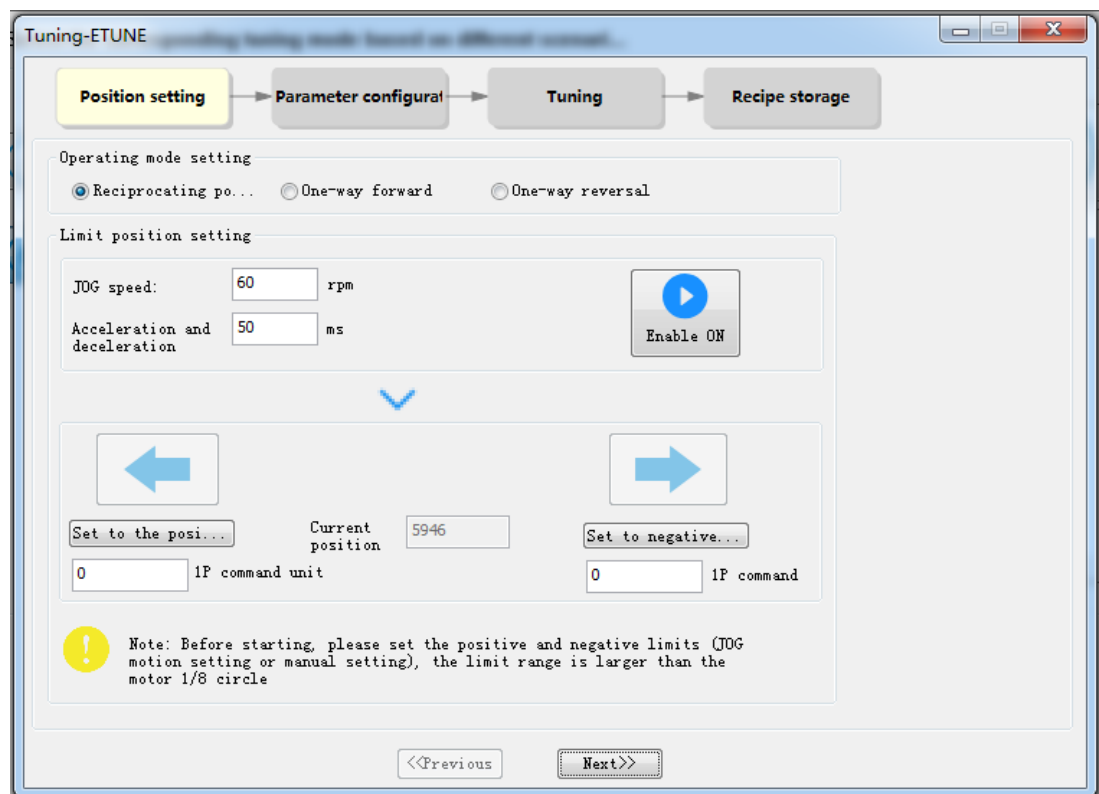 Tuning-ETUNE
Position setting
Parameter configurat
Tuning
Recipe storage
Operating mode setting
Reciprocating po...
One-way forward
One-way reversal
Limit position setting
JOG speed:
60
rpm
Acceleration and
deceleration
50
ms
Enable ON
Set to the posi...
Current
position
5946
Set to negative...
0
1P command unit
0
1P command
Note: Before starting, please set the positive and negative limits (JOG
motion setting or manual setting), the limit range is larger than the
motor 1/8 circle
<<Previous
Next>>